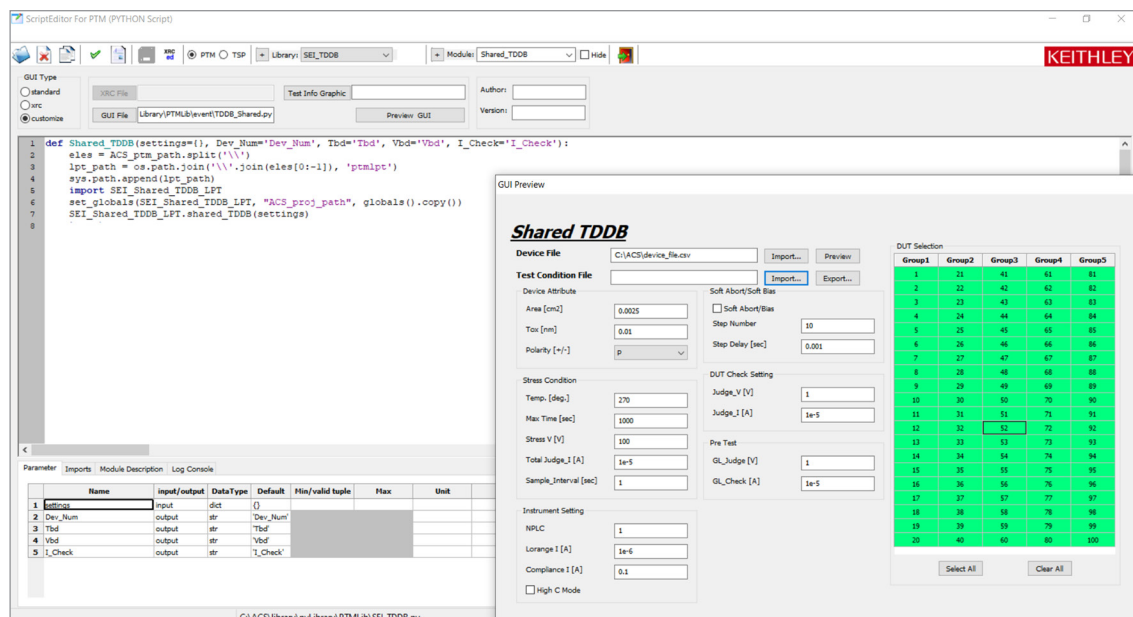 ScriptEditor For PTM (PYTHON Script)
XRC ed PTM TSP + Library: SEI_TDDB + Module: Shared_TDDB Hide KEITHLEY
GUI Type
standard
xrc
customize
XRC File Test Info Graphic
GUI File Library\PTMLib\event\TDDB_Shared.py Preview GUI
Author:
Version:
1 def Shared_TDDB(settings={}, Dev_Num='Dev_Num', Tbd='Tbd', Vbd='Vbd', I_Check='I_Check'):
2 eles = ACS_ptm_path.split('\\')
3 lpt_path = os.path.join('\\'.join(eles[0:-1]), 'ptmlpt')
4 sys.path.append(lpt_path)
5 import SEI_Shared_TDDB_LPT
6 set_globals(SEI_Shared_TDDB_LPT, "ACS_proj_path", globals().copy())
7 SEI_Shared_TDDB_LPT.shared_TDDB(settings)
8
Parameter Imports Module Description Log Console
Name input/output DataType Default Min/valid tuple Max Unit
1 settings input dict {}
2 Dev_Num output str 'Dev_Num'
3 Tbd output str 'Tbd'
4 Vbd output str 'Vbd'
5 I_Check output str 'I_Check'
GUI Preview
Shared TDDB
Device File C:\ACS\device_file.csv Import... Preview
Test Condition File Import... Export...
Device Attribute
Area [cm2] 0.0025
Tox [nm] 0.01
Polarity [+/-] P
Stress Condition
Temp. [deg.] 270
Max Time [sec] 1000
Stress V [V] 100
Total Judge_I [A] 1e-5
Sample_Interval [sec] 1
Instrument Setting
NPLC 1
Lorange I [A] 1e-6
Compliance I [A] 0.1
High C Mode
Soft Abort/Soft Bias
Soft Abort/Bias
Step Number 10
Step Delay [sec] 0.001
DUT Check Setting
Judge_V [V] 1
Judge_I [A] 1e-5
Pre Test
GL_Judge [V] 1
GL_Check [A] 1e-5
DUT Selection
Group1 Group2 Group3 Group4 Group5
1 21 41 61 81
2 22 42 62 82
3 23 43 63 83
4 24 44 64 84
5 25 45 65 85
6 26 46 66 86
7 27 47 67 87
8 28 48 68 88
9 29 49 69 89
10 30 50 70 90
11 31 51 71 91
12 32 52 72 92
13 33 53 73 93
14 34 54 74 94
15 35 55 75 95
16 36 56 76 96
17 37 57 77 97
18 38 58 78 98
19 39 59 79 99
20 40 60 80 100
Select All Clear All